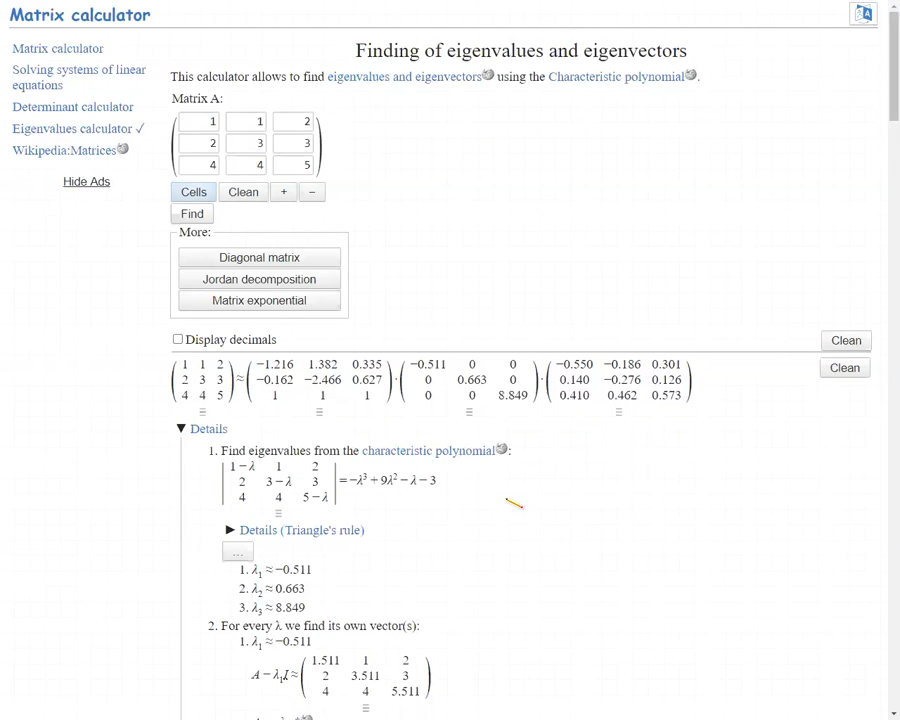 Matrix calculator
Matrix calculator
Solving systems of linear
equations
Determinant calculator
Eigenvalues calculator ✓
Wikipedia:Matrices
Hide Ads
Finding of eigenvalues and eigenvectors
This calculator allows to find eigenvalues and eigenvectors using the Characteristic polynomial.
Matrix A:
1 1 2
2 3 3
4 4 5
Cells Clean + −
Find
More:
Diagonal matrix
Jordan decomposition
Matrix exponential
Display decimals
Clean
1 1 2 −1.216 1.382 0.335 −0.511 0 0 −0.550 −0.186 0.301
2 3 3 ≈ −0.162 −2.466 0.627 · 0 0.663 0 · 0.140 −0.276 0.126
4 4 5 1 1 1 0 0 8.849 0.410 0.462 0.573
Clean
▼ Details
1. Find eigenvalues from the characteristic polynomial:
1−λ 1 2
2 3−λ 3 = −λ³ + 9λ² − λ − 3
4 4 5−λ
► Details (Triangle's rule)
...
1. λ₁ ≈ −0.511
2. λ₂ ≈ 0.663
3. λ₃ ≈ 8.849
2. For every λ we find its own vector(s):
1. λ₁ ≈ −0.511
1.511 1 2
A − λ₁I ≈ 2 3.511 3
4 4 5.511